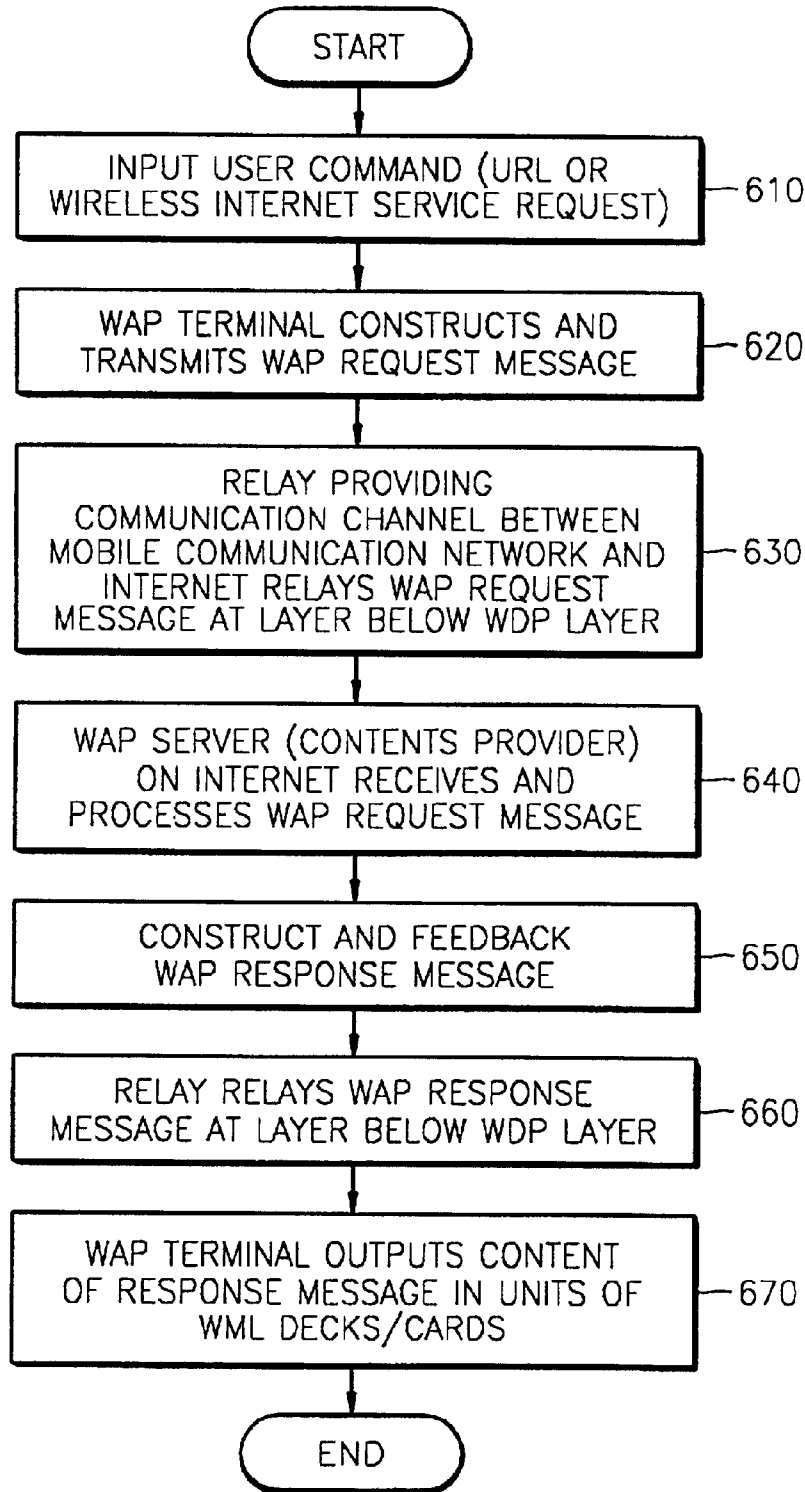 START
INPUT USER COMMAND (URL OR
WIRELESS INTERNET SERVICE REQUEST)
610
WAP TERMINAL CONSTRUCTS AND
TRANSMITS WAP REQUEST MESSAGE
620
RELAY PROVIDING
COMMUNICATION CHANNEL BETWEEN
MOBILE COMMUNICATION NETWORK AND
INTERNET RELAYS WAP REQUEST
MESSAGE AT LAYER BELOW WDP LAYER
630
WAP SERVER (CONTENTS PROVIDER)
ON INTERNET RECEIVES AND
PROCESSES WAP REQUEST MESSAGE
640
CONSTRUCT AND FEEDBACK
WAP RESPONSE MESSAGE
650
RELAY RELAYS WAP RESPONSE
MESSAGE AT LAYER BELOW WDP LAYER
660
WAP TERMINAL OUTPUTS CONTENT
OF RESPONSE MESSAGE IN UNITS OF
WML DECKS/CARDS
670
END